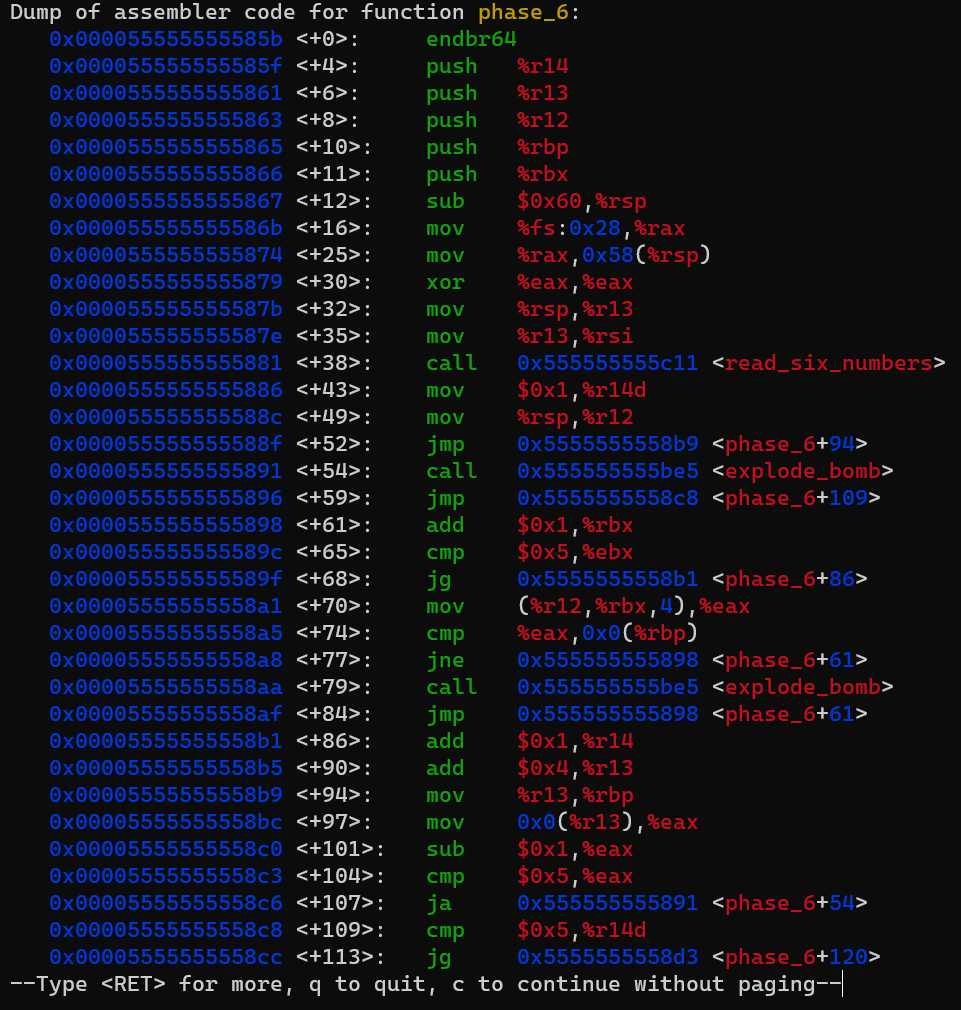 Dump of assembler code for function phase_6:
   0x000055555555585b <+0>:     endbr64
   0x000055555555585f <+4>:     push   %r14
   0x0000555555555861 <+6>:     push   %r13
   0x0000555555555863 <+8>:     push   %r12
   0x0000555555555865 <+10>:    push   %rbp
   0x0000555555555866 <+11>:    push   %rbx
   0x0000555555555867 <+12>:    sub    $0x60,%rsp
   0x000055555555586b <+16>:    mov    %fs:0x28,%rax
   0x0000555555555874 <+25>:    mov    %rax,0x58(%rsp)
   0x0000555555555879 <+30>:    xor    %eax,%eax
   0x000055555555587b <+32>:    mov    %rsp,%r13
   0x000055555555587e <+35>:    mov    %r13,%rsi
   0x0000555555555881 <+38>:    call   0x555555555c11 <read_six_numbers>
   0x0000555555555886 <+43>:    mov    $0x1,%r14d
   0x000055555555588c <+49>:    mov    %rsp,%r12
   0x000055555555588f <+52>:    jmp    0x5555555558b9 <phase_6+94>
   0x0000555555555891 <+54>:    call   0x555555555be5 <explode_bomb>
   0x0000555555555896 <+59>:    jmp    0x5555555558c8 <phase_6+109>
   0x0000555555555898 <+61>:    add    $0x1,%rbx
   0x000055555555589c <+65>:    cmp    $0x5,%ebx
   0x000055555555589f <+68>:    jg     0x5555555558b1 <phase_6+86>
   0x00005555555558a1 <+70>:    mov    (%r12,%rbx,4),%eax
   0x00005555555558a5 <+74>:    cmp    %eax,0x0(%rbp)
   0x00005555555558a8 <+77>:    jne    0x555555555898 <phase_6+61>
   0x00005555555558aa <+79>:    call   0x555555555be5 <explode_bomb>
   0x00005555555558af <+84>:    jmp    0x555555555898 <phase_6+61>
   0x00005555555558b1 <+86>:    add    $0x1,%r14
   0x00005555555558b5 <+90>:    add    $0x4,%r13
   0x00005555555558b9 <+94>:    mov    %r13,%rbp
   0x00005555555558bc <+97>:    mov    0x0(%r13),%eax
   0x00005555555558c0 <+101>:   sub    $0x1,%eax
   0x00005555555558c3 <+104>:   cmp    $0x5,%eax
   0x00005555555558c6 <+107>:   ja     0x555555555891 <phase_6+54>
   0x00005555555558c8 <+109>:   cmp    $0x5,%r14d
   0x00005555555558cc <+113>:   jg     0x5555555558d3 <phase_6+120>
--Type <RET> for more, q to quit, c to continue without paging--